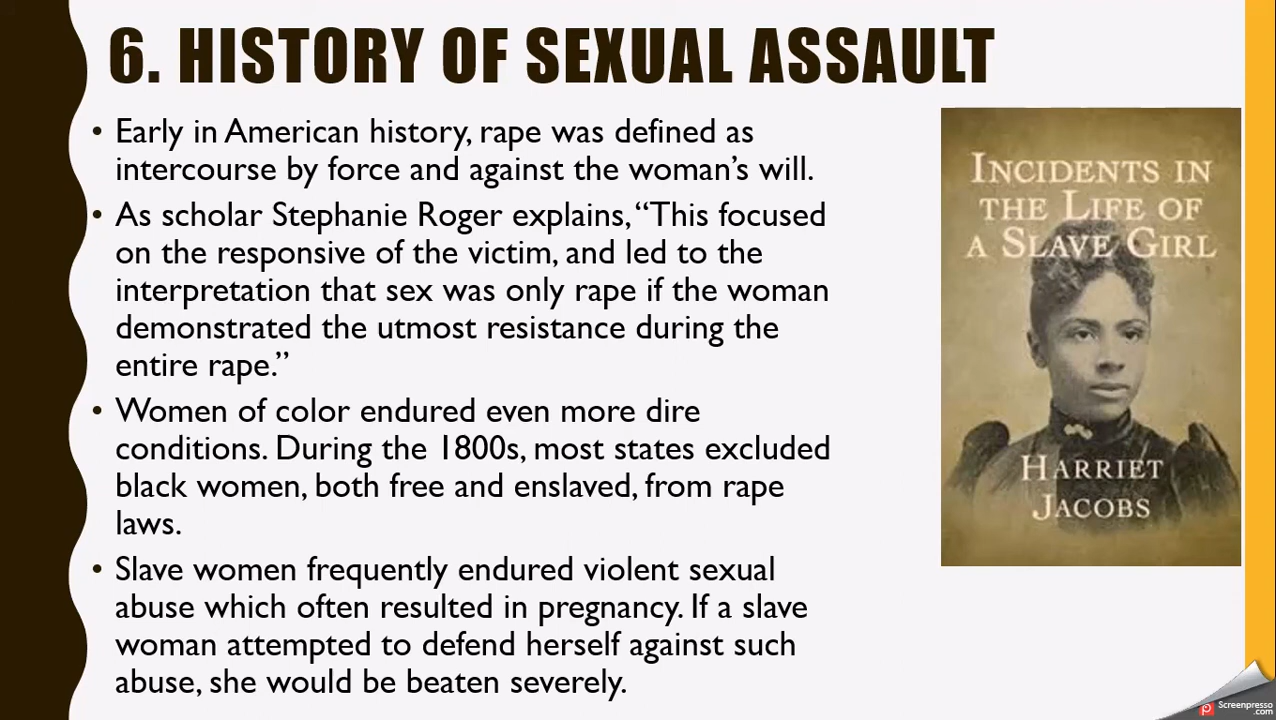 6. HISTORY OF SEXUAL ASSAULT
• Early in American history, rape was defined as
intercourse by force and against the woman's will.
• As scholar Stephanie Roger explains, “This focused
on the responsive of the victim, and led to the
interpretation that sex was only rape if the woman
demonstrated the utmost resistance during the
entire rape.”
• Women of color endured even more dire
conditions. During the 1800s, most states excluded
black women, both free and enslaved, from rape
laws.
• Slave women frequently endured violent sexual
abuse which often resulted in pregnancy. If a slave
woman attempted to defend herself against such
abuse, she would be beaten severely.
INCIDENTS IN
THE LIFE OF
A SLAVE GIRL
HARRIET
JACOBS
Screenpresso
.com